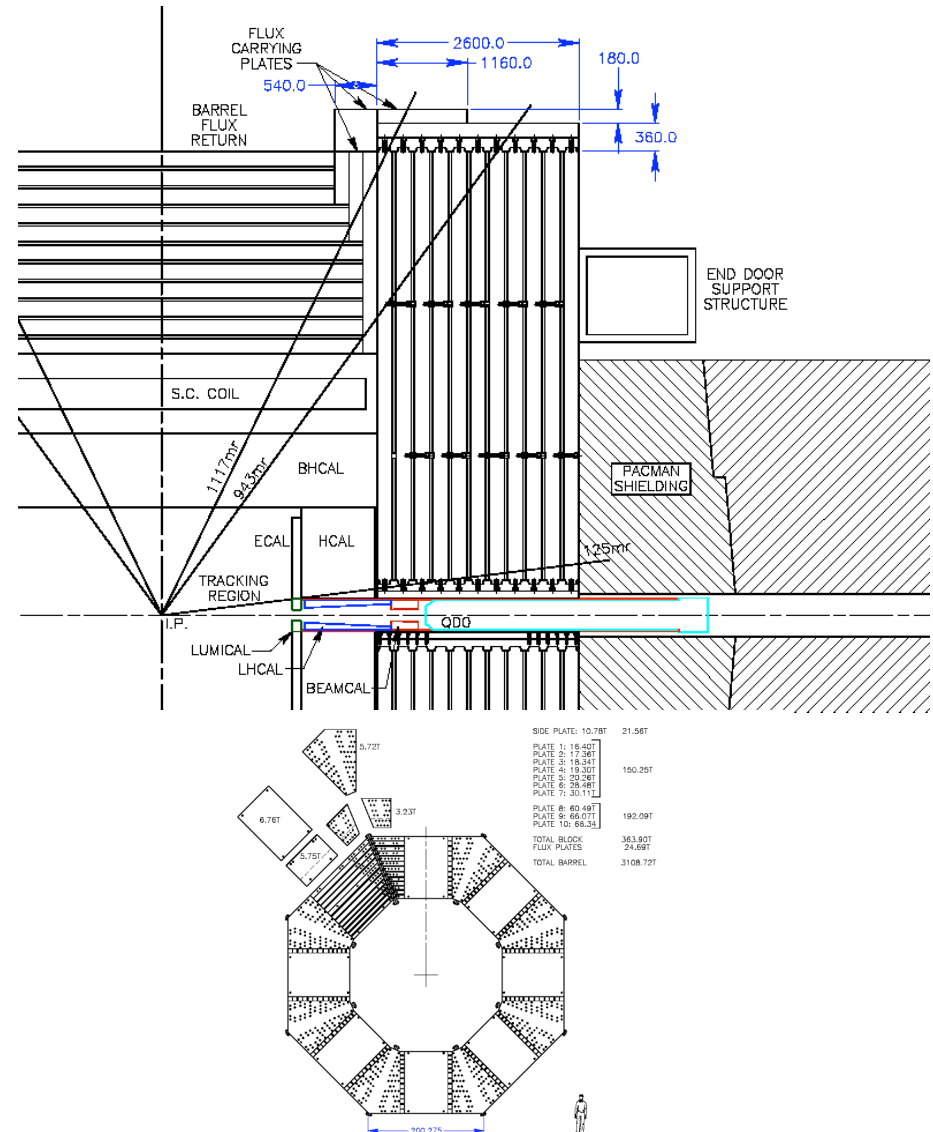 FLUX
CARRYING
PLATES
2600.0
1160.0
180.0
540.0
BARREL
FLUX
RETURN
360.0
END DOOR
SUPPORT
STRUCTURE
S.C. COIL
1117mr
943mr
BHCAL
PACMAN
SHIELDING
ECAL
HCAL
125mr
TRACKING
REGION
I.P.
QD0
LUMICAL
LHCAL
BEAMCAL
5.72T
3.23T
6.76T
5.75T
SIDE PLATE: 10.78T 21.56T
PLATE 1: 16.40T
PLATE 2: 17.36T
PLATE 3: 18.34T
PLATE 4: 19.30T 150.25T
PLATE 5: 20.26T
PLATE 6: 28.48T
PLATE 7: 30.11T
PLATE 8: 60.49T
PLATE 9: 66.07T 192.09T
PLATE 10: 66.34
TOTAL BLOCK 363.90T
FLUX PLATES 24.69T
TOTAL BARREL 3108.72T
200.275